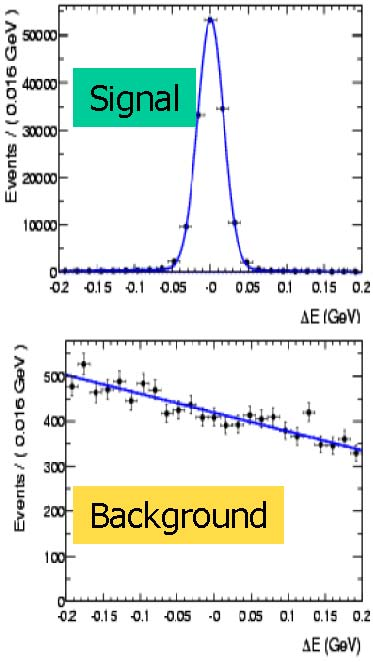 Events / ( 0.016 GeV )
50000
40000
30000
20000
10000
0
Signal
-0.2 -0.15 -0.1 -0.05 -0 0.05 0.1 0.15 0.2
ΔE (GeV)
Events / ( 0.016 GeV )
500
400
300
200
100
0
Background
-0.2 -0.15 -0.1 -0.05 -0 0.05 0.1 0.15 0.2
ΔE (GeV)